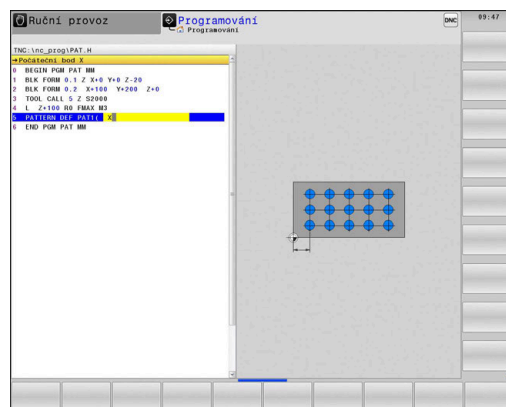 Ruční provoz
Programování
Programování
DNC
09:47
TNC:\nc_prog\PAT.H
→Počáteční bod X
0 BEGIN PGM PAT MM
1 BLK FORM 0.1 Z X+0 Y+0 Z-20
2 BLK FORM 0.2 X+100 Y+200 Z+0
3 TOOL CALL 5 Z S2000
4 L Z+100 R0 FMAX M3
5 PATTERN DEF PAT1( X
6 END PGM PAT MM